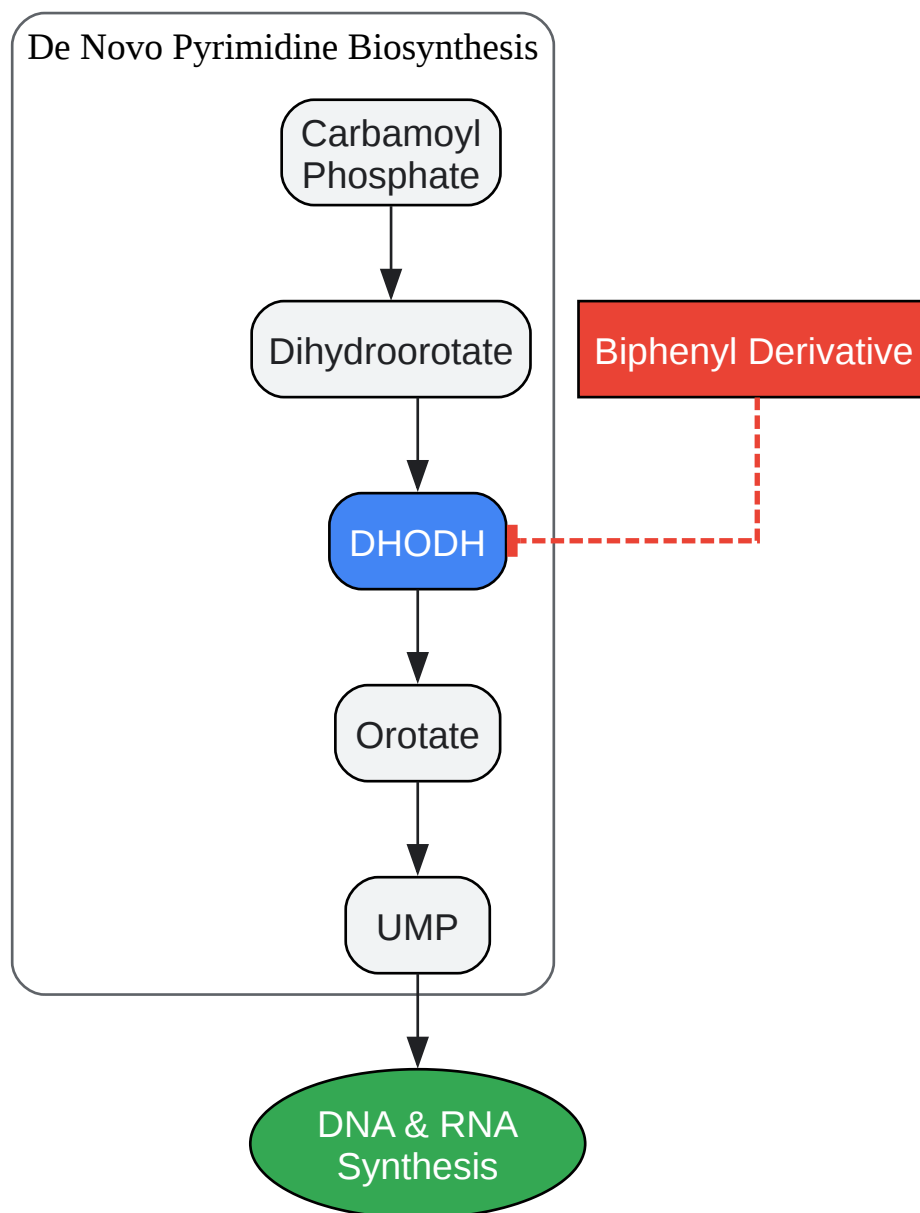 De Novo Pyrimidine Biosynthesis
Carbamoyl
Phosphate
Dihydroorotate
Biphenyl Derivative
DHODH
Orotate
UMP
DNA & RNA
Synthesis